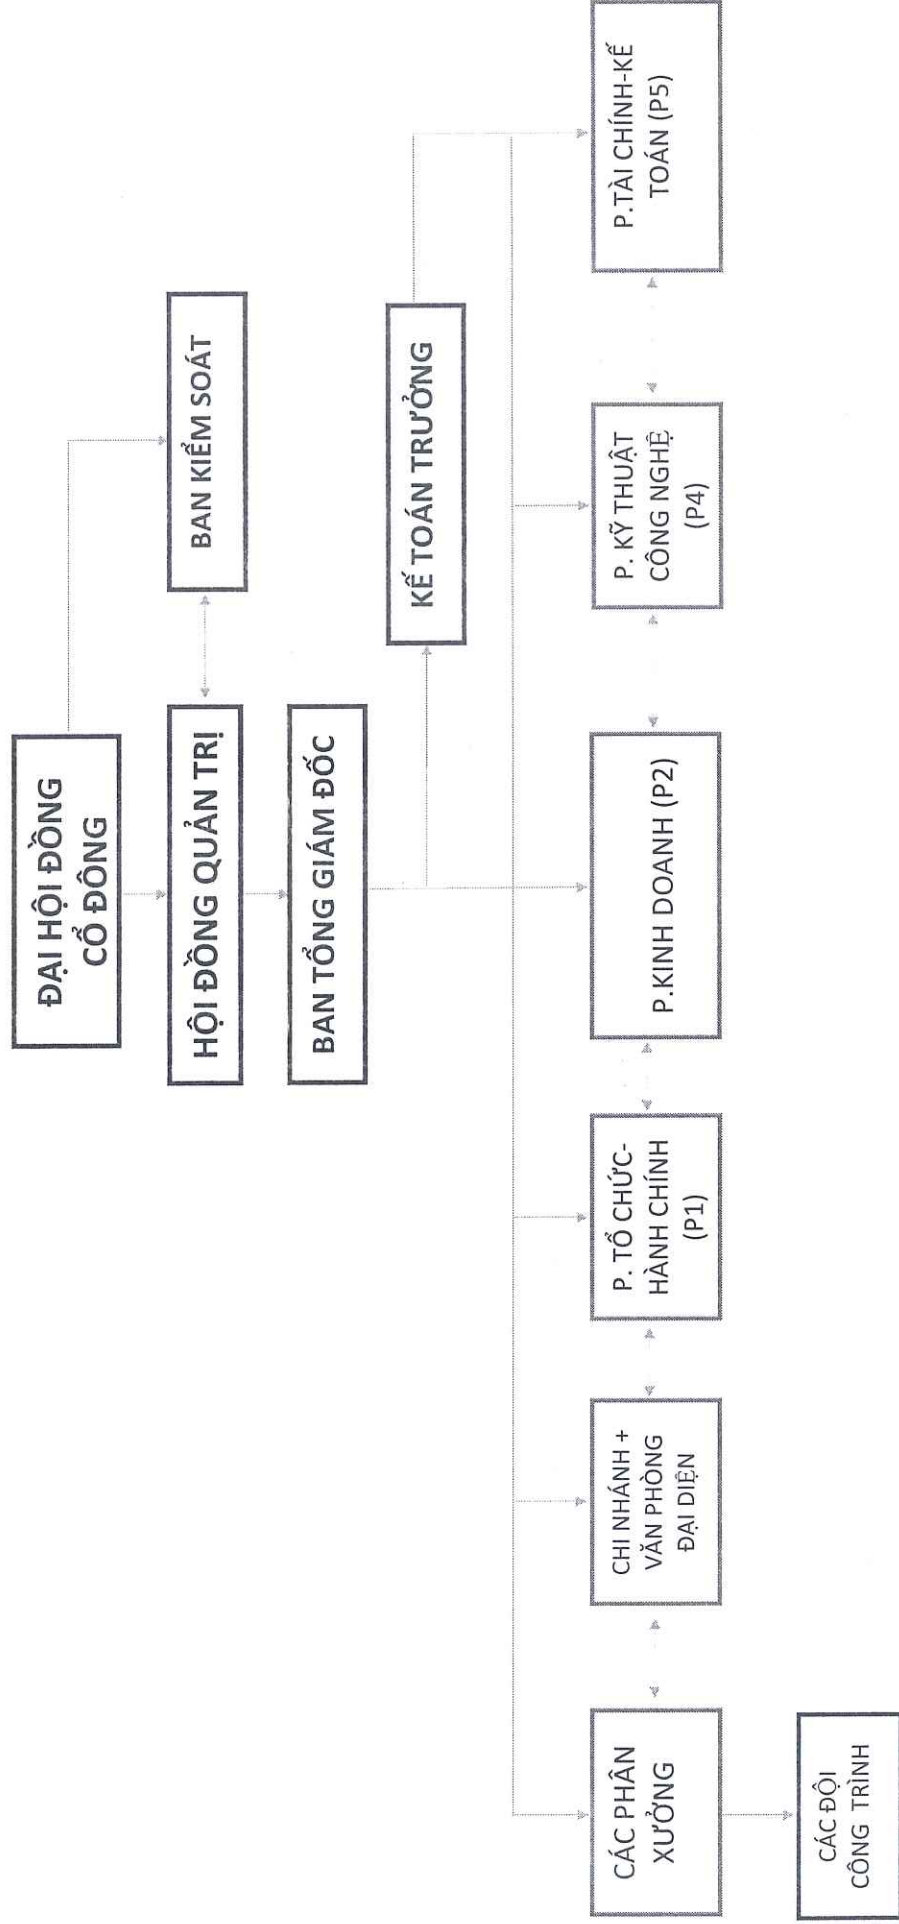 ĐẠI HỘI ĐỒNG
CỔ ĐÔNG
HỘI ĐỒNG QUẢN TRỊ
BAN KIỂM SOÁT
BAN TỔNG GIÁM ĐỐC
KẾ TOÁN TRƯỞNG
CÁC PHÂN
XƯỞNG
CHI NHÁNH +
VĂN PHÒNG
ĐẠI DIỆN
P. TỔ CHỨC-
HÀNH CHÍNH
(P1)
P.KINH DOANH (P2)
P. KỸ THUẬT
CÔNG NGHỆ
(P4)
P.TÀI CHÍNH-KẾ
TOÁN (P5)
CÁC ĐỘI
CÔNG TRÌNH